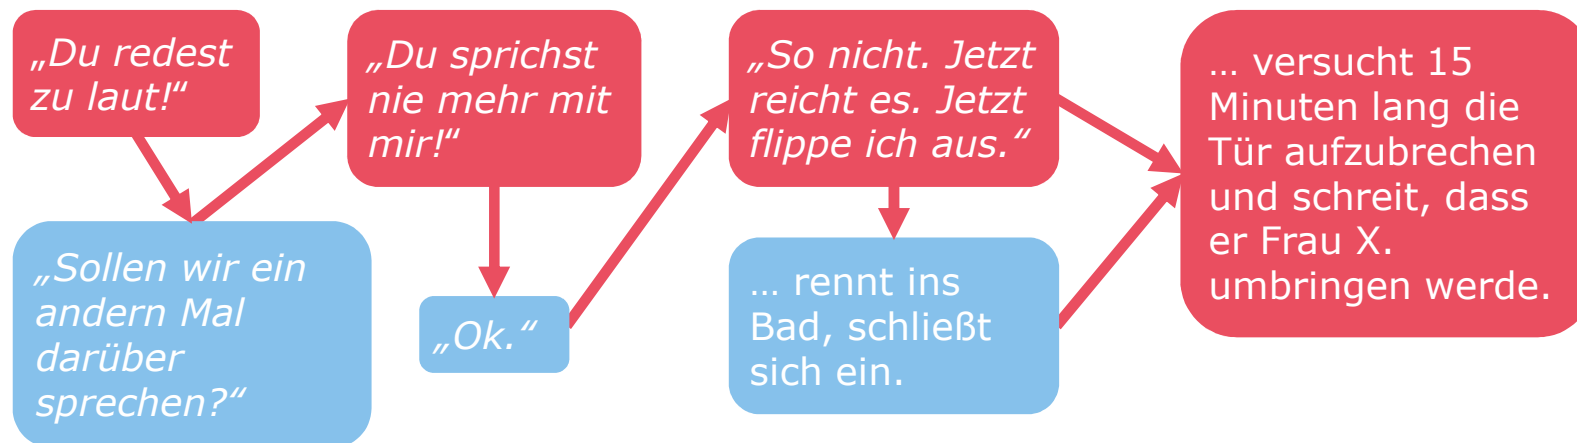 „Du redest
zu laut!“
„Sollen wir ein
andern Mal
darüber
sprechen?“
„Du sprichst
nie mehr mit
mir!“
„Ok.“
„So nicht. Jetzt
reicht es. Jetzt
flippe ich aus.“
… rennt ins
Bad, schließt
sich ein.
… versucht 15
Minuten lang die
Tür aufzubrechen
und schreit, dass
er Frau X.
umbringen werde.